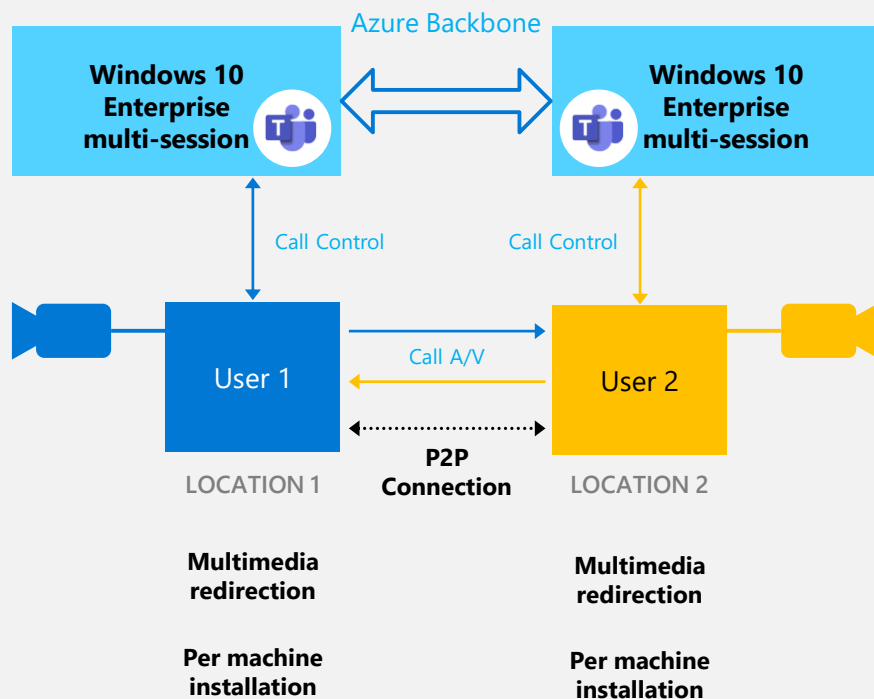 Azure Backbone
Windows 10
Enterprise
multi-session
T
Windows 10
Enterprise
multi-session
T
Call Control
Call Control
User 1
Call A/V
User 2
P2P
Connection
LOCATION 1
LOCATION 2
Multimedia
redirection
Multimedia
redirection
Per machine
installation
Per machine
installation